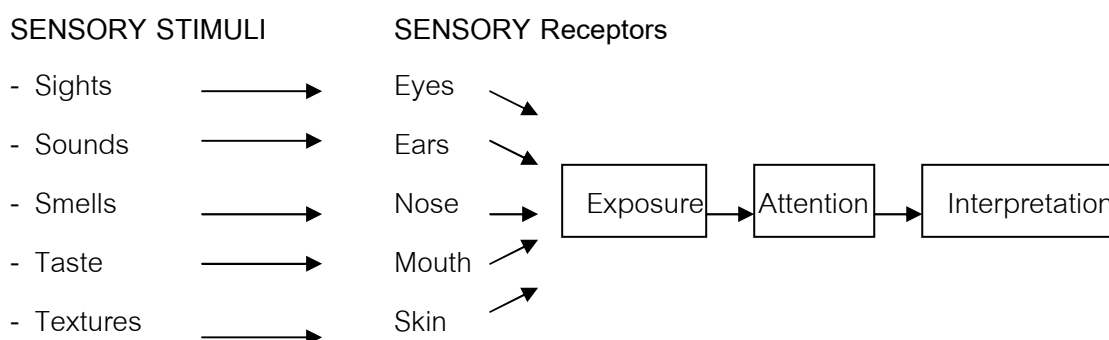 SENSORY STIMULI SENSORY Receptors
- Sights Eyes
- Sounds Ears
- Smells Nose Exposure Attention Interpretation
- Taste Mouth
- Textures Skin